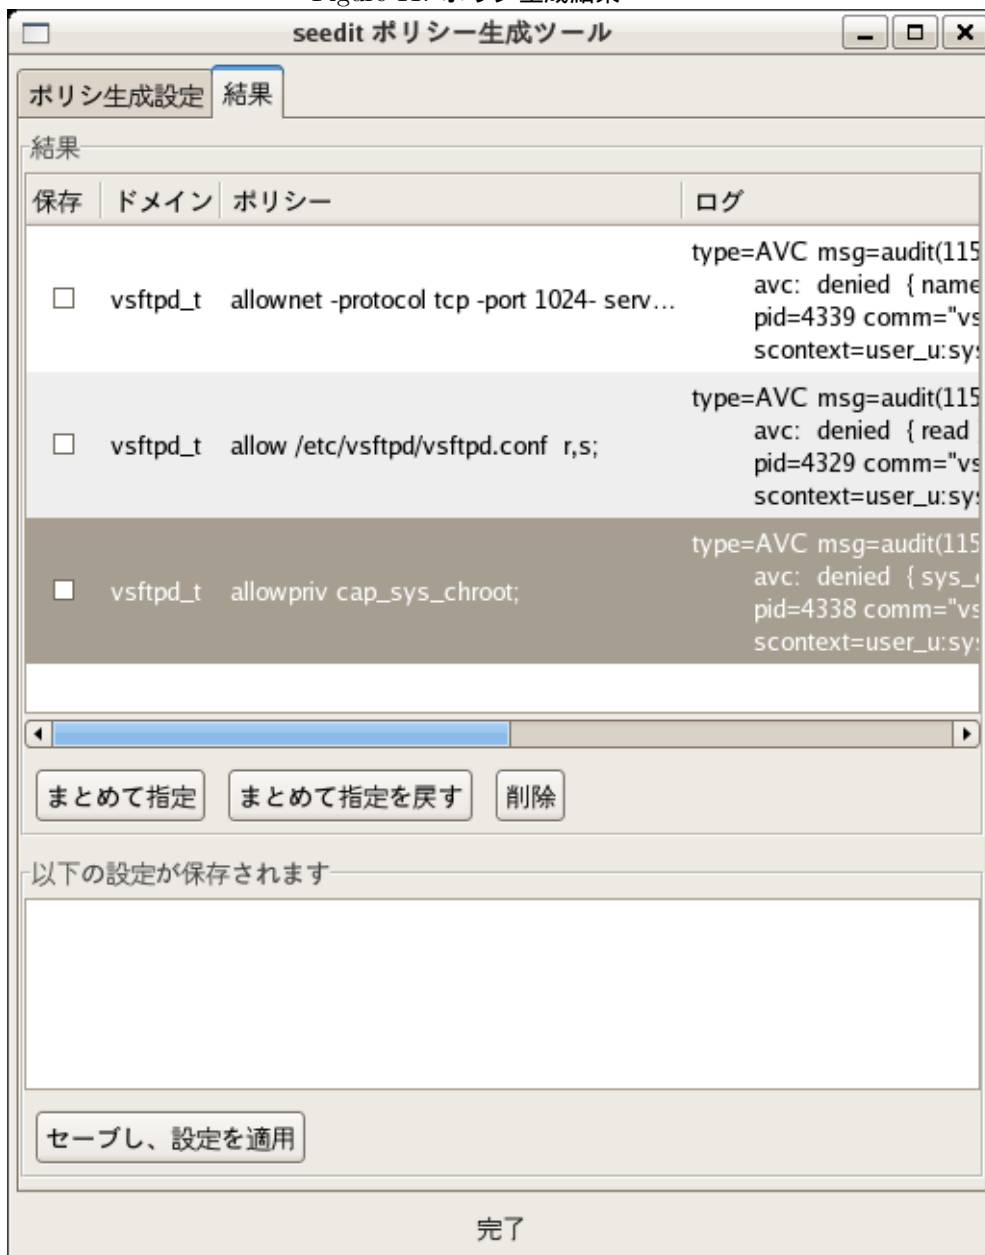 seedit ポリシー生成ツール
ポリシ生成設定 結果
結果
保存 ドメイン ポリシー ログ
type=AVC msg=audit(115
avc: denied { name
vsftpd_t allownet -protocol tcp -port 1024- serv...
pid=4339 comm="vs
scontext=user_u:sys
type=AVC msg=audit(115
avc: denied { read
vsftpd_t allow /etc/vsftpd/vsftpd.conf r,s;
pid=4329 comm="vs
scontext=user_u:sys
type=AVC msg=audit(115
avc: denied { sys_
vsftpd_t allowpriv cap_sys_chroot;
pid=4338 comm="vs
scontext=user_u:sys
まとめて指定 まとめて指定を戻す 削除
以下の設定が保存されます
セーブし、設定を適用
完了